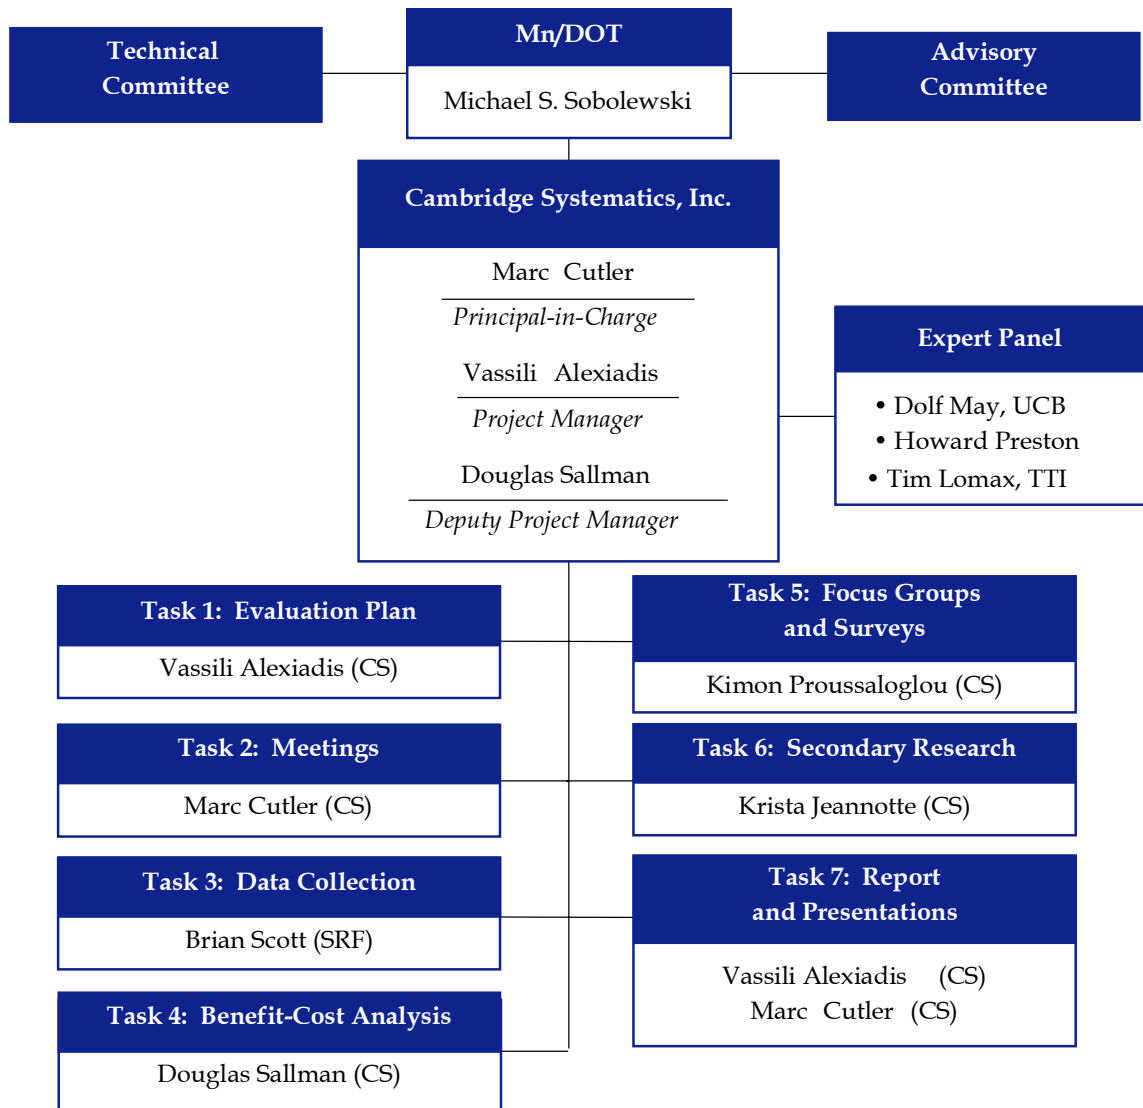 Technical
Committee
Mn/DOT
Michael S. Sobolewski
Advisory
Committee
Cambridge Systematics, Inc.
Marc Cutler
Principal-in-Charge
Vassili Alexiadis
Project Manager
Douglas Sallman
Deputy Project Manager
Expert Panel
• Dolf May, UCB
• Howard Preston
• Tim Lomax, TTI
Task 1: Evaluation Plan
Vassili Alexiadis (CS)
Task 2: Meetings
Marc Cutler (CS)
Task 3: Data Collection
Brian Scott (SRF)
Task 4: Benefit-Cost Analysis
Douglas Sallman (CS)
Task 5: Focus Groups
and Surveys
Kimon Proussaloglou (CS)
Task 6: Secondary Research
Krista Jeannotte (CS)
Task 7: Report
and Presentations
Vassili Alexiadis (CS)
Marc Cutler (CS)